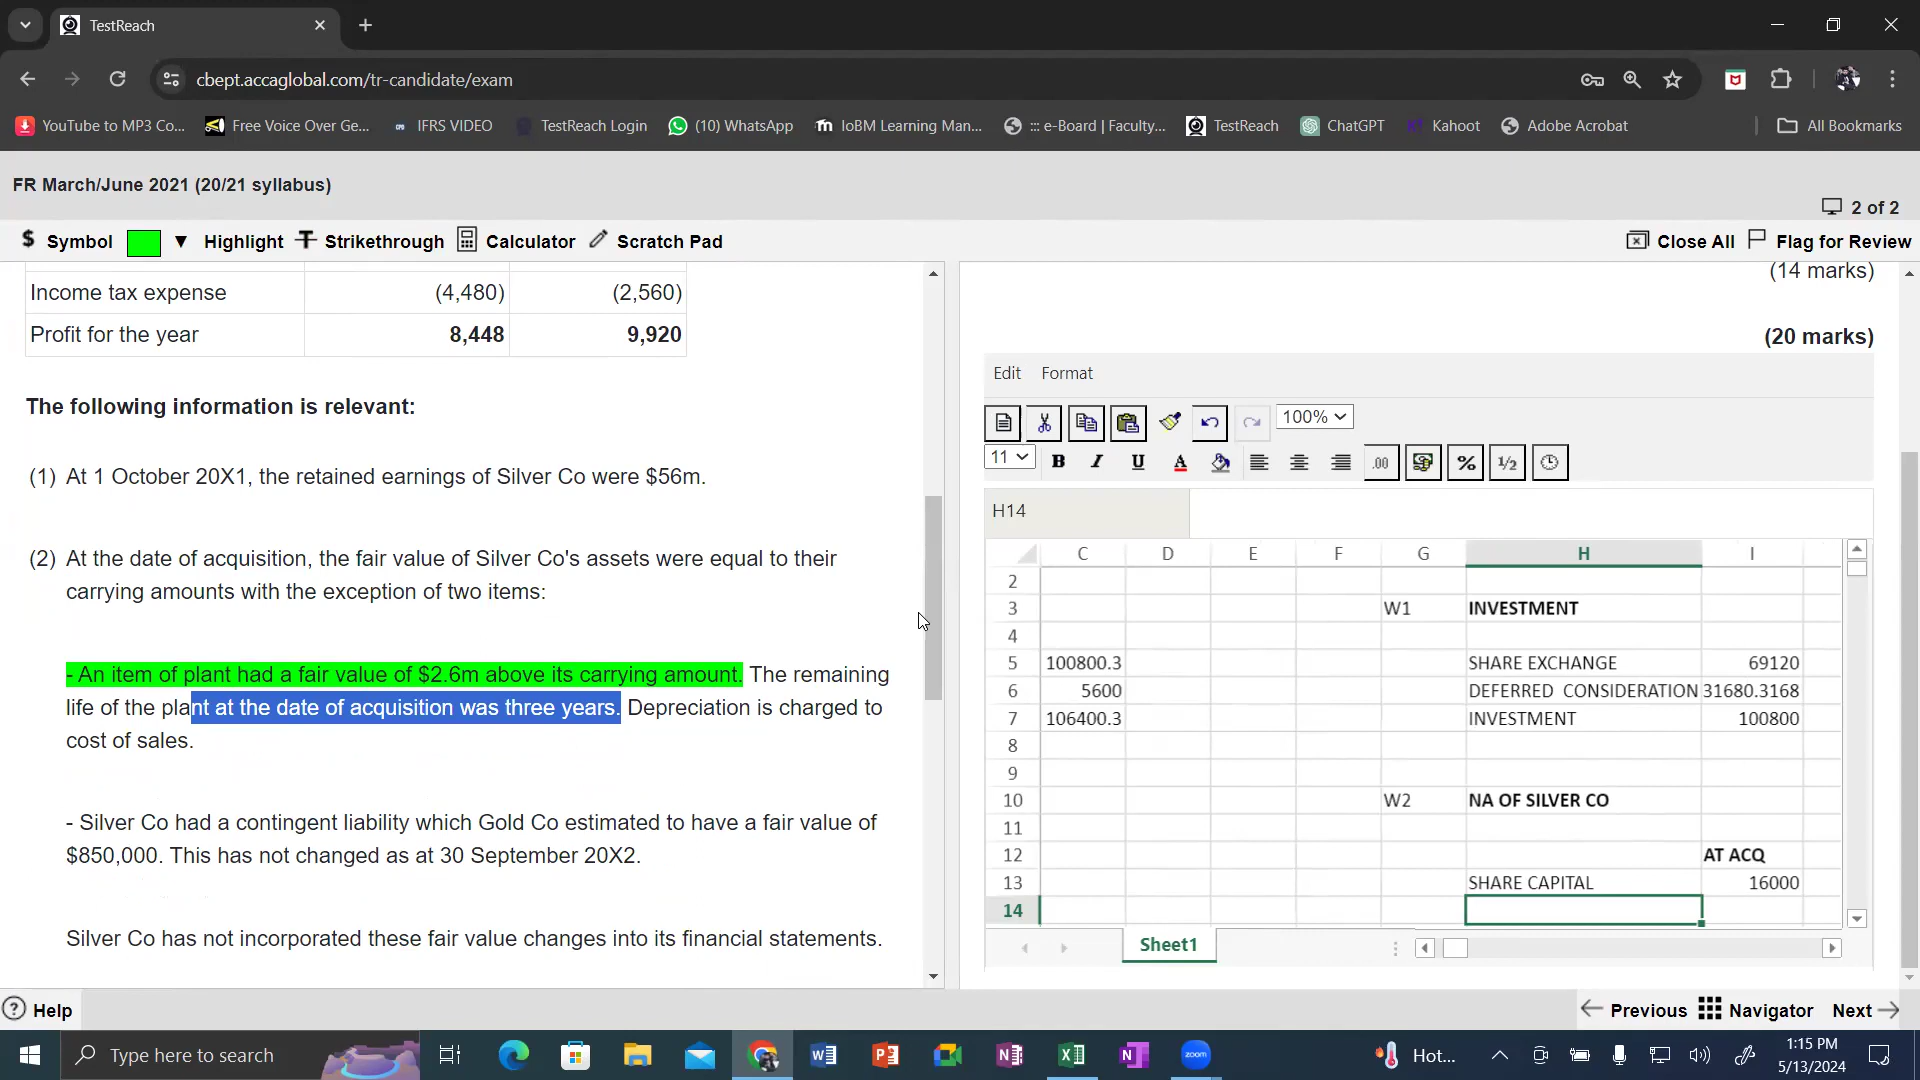 TestReach
cbept.accaglobal.com/tr-candidate/exam
YouTube to MP3 Co... Free Voice Over Ge... IFRS VIDEO TestReach Login (10) WhatsApp IoBM Learning Man... ::: e-Board | Faculty... TestReach ChatGPT Kahoot Adobe Acrobat All Bookmarks
FR March/June 2021 (20/21 syllabus)
2 of 2
$ Symbol Highlight Strikethrough Calculator Scratch Pad Close All Flag for Review
Income tax expense (4,480) (2,560)
Profit for the year 8,448 9,920
The following information is relevant:
(1) At 1 October 20X1, the retained earnings of Silver Co were $56m.
(2) At the date of acquisition, the fair value of Silver Co's assets were equal to their
carrying amounts with the exception of two items:
- An item of plant had a fair value of $2.6m above its carrying amount. The remaining
life of the plant at the date of acquisition was three years. Depreciation is charged to
cost of sales.
- Silver Co had a contingent liability which Gold Co estimated to have a fair value of
$850,000. This has not changed as at 30 September 20X2.
Silver Co has not incorporated these fair value changes into its financial statements.
(14 marks)
(20 marks)
Edit Format
100%
11 B I U A .00 % 1/2
H14
C D E F G H I
2
3 W1 INVESTMENT
4
5 100800.3 SHARE EXCHANGE 69120
6 5600 DEFERRED CONSIDERATION 31680.3168
7 106400.3 INVESTMENT 100800
8
9
10 W2 NA OF SILVER CO
11
12 AT ACQ
13 SHARE CAPITAL 16000
14
Sheet1
Help Previous Navigator Next
Type here to search
Hot...
1:15 PM
5/13/2024